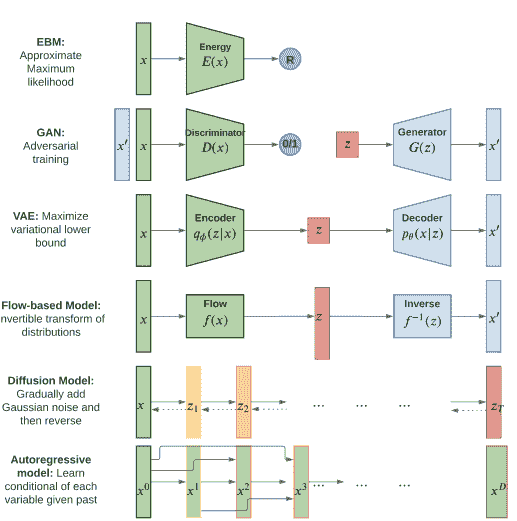 EBM:
Approximate
Maximum
likelihood
x
Energy
E(x)
R
GAN:
Adversarial
training
x′
x
Discriminator
D(x)
0/1
z
Generator
G(z)
x′
VAE: Maximize
variational lower
bound
x
Encoder
qϕ(z|x)
z
Decoder
pθ(x|z)
x′
Flow-based Model:
nvertible transform of
distributions
x
Flow
f(x)
z
Inverse
f⁻¹(z)
x′
Diffusion Model:
Gradually add
Gaussian noise and
then reverse
x
z₁
z₂
...
...
...
z_T
Autoregressive
model: Learn
conditional of each
variable given past
x⁰
x¹
x²
x³
...
...
...
x^D